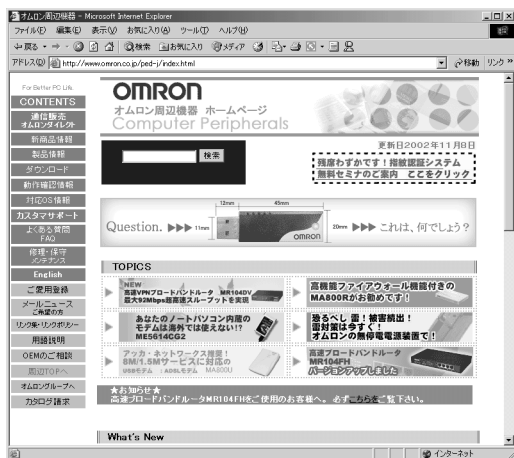 オムロン周辺機器 - Microsoft Internet Explorer
ファイル(F) 編集(E) 表示(V) お気に入り(A) ツール(T) ヘルプ(H)
戻る 検索 お気に入り メディア
アドレス(D) http://www.omron.co.jp/ped-j/index.html 移動 リンク »
For Better PC Life.
CONTENTS
通信販売
オムロンダイレクト
新商品情報
製品情報
ダウンロード
動作確認情報
対応OS情報
カスタマサポート
よくある質問
FAQ
修理・保守
メンテナンス
English
ご愛用登録
メールニュース
ご希望の方
リンク集・リンクポリシー
用語説明
OEMのご相談
周辺TOPへ
オムロングループへ
カタログ請求
OMRON
オムロン周辺機器 ホームページ
Computer Peripherals
更新日2002年11月8日
検索
残席わずかです!指紋認証システム
無料セミナのご案内 ここをクリック
Question. ▶▶▶ 11mm 12mm 45mm OMRON 20mm ▶▶▶ これは、何でしょう?
TOPICS
NEW
高速VPNブロードバンドルータ MR104DV
最大92Mbps超高速スループットを実現
高機能ファイアウォール機能付きの
MA800Rがお勧めです!
あなたのノートパソコン内蔵の
モデムは海外では使えない!?
ME5614CG2
恐るべし 雷!被害続出!
雷対策は今すぐ!
オムロンの無停電電源装置で!
アッカ・ネットワークス推奨!
8M/1.5Mサービスに対応の
USBモデム :ADSLモデム MA800U
高速ブロードバンドルータ
MR104FH
バージョンアップしました
★お知らせ★
高速ブロードバンドルータMR104FHをご使用のお客様へ。 必ずこちらをご覧下さい。
What's New
インターネット